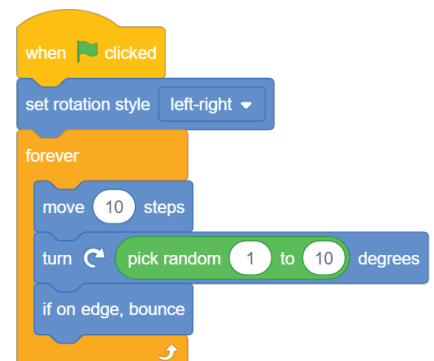 when clicked
set rotation style left-right
forever
move 10 steps
turn pick random 1 to 10 degrees
if on edge, bounce